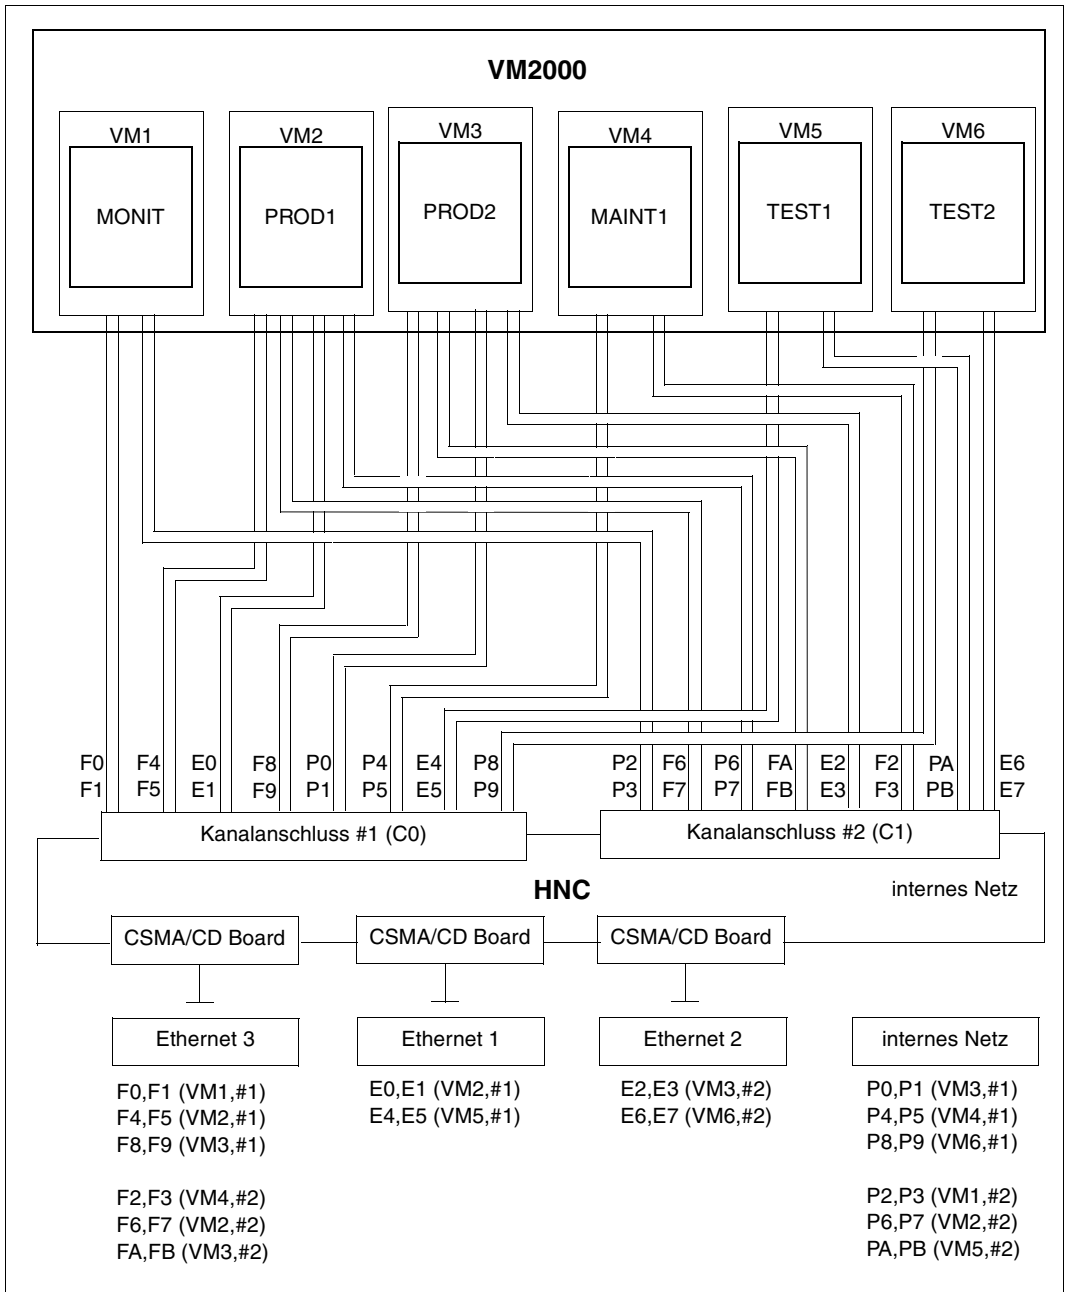 VM2000
VM1 VM2 VM3 VM4 VM5 VM6
MONIT PROD1 PROD2 MAINT1 TEST1 TEST2
F0 F4 E0 F8 P0 P4 E4 P8 P2 F6 P6 FA E2 F2 PA E6
F1 F5 E1 F9 P1 P5 E5 P9 P3 F7 P7 FB E3 F3 PB E7
Kanalanschluss #1 (C0) Kanalanschluss #2 (C1)
HNC internes Netz
CSMA/CD Board CSMA/CD Board CSMA/CD Board
Ethernet 3 Ethernet 1 Ethernet 2 internes Netz
F0,F1 (VM1,#1) E0,E1 (VM2,#1) E2,E3 (VM3,#2) P0,P1 (VM3,#1)
F4,F5 (VM2,#1) E4,E5 (VM5,#1) E6,E7 (VM6,#2) P4,P5 (VM4,#1)
F8,F9 (VM3,#1) P8,P9 (VM6,#1)
F2,F3 (VM4,#2) P2,P3 (VM1,#2)
F6,F7 (VM2,#2) P6,P7 (VM2,#2)
FA,FB (VM3,#2) PA,PB (VM5,#2)